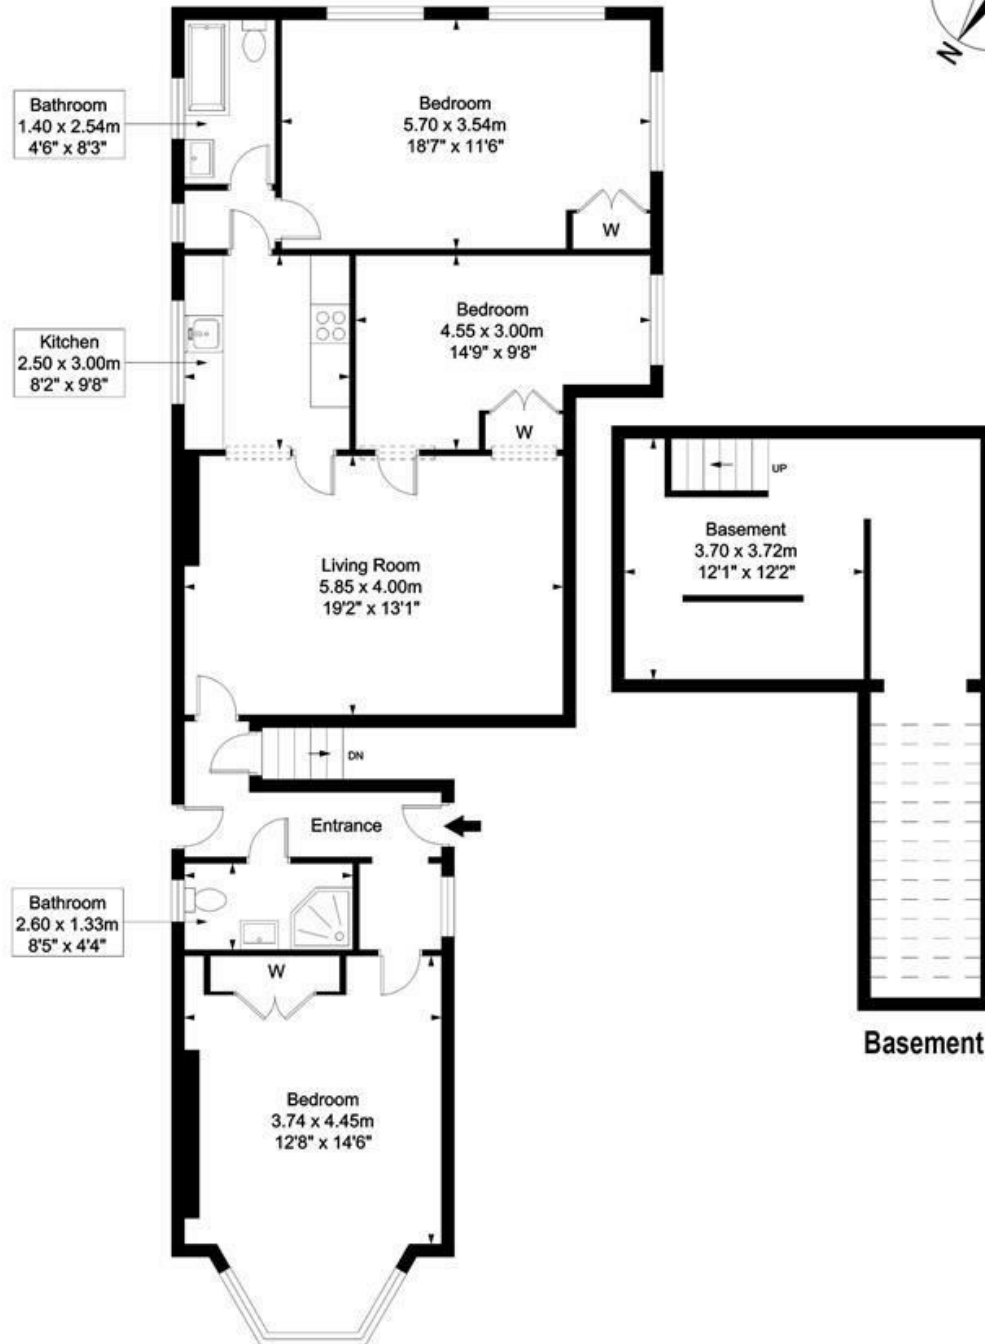 N
Bathroom
1.40 x 2.54m
4'6" x 8'3"
Bedroom
5.70 x 3.54m
18'7" x 11'6"
W
Kitchen
2.50 x 3.00m
8'2" x 9'8"
Bedroom
4.55 x 3.00m
14'9" x 9'8"
W
Living Room
5.85 x 4.00m
19'2" x 13'1"
UP
Basement
3.70 x 3.72m
12'1" x 12'2"
DN
Entrance
Bathroom
2.60 x 1.33m
8'5" x 4'4"
W
Basement
Bedroom
3.74 x 4.45m
12'8" x 14'6"